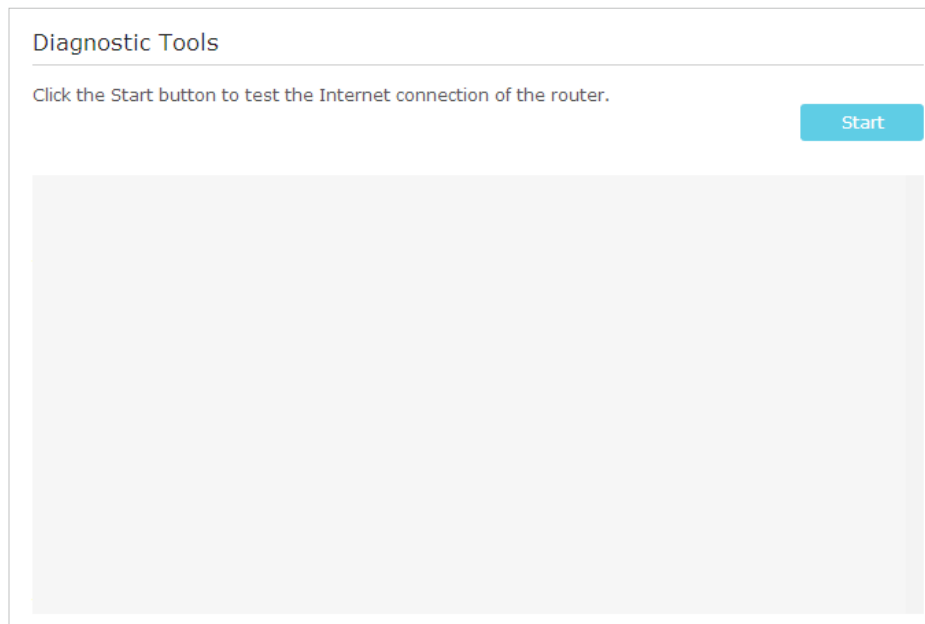 Diagnostic Tools
Click the Start button to test the Internet connection of the router.
Start